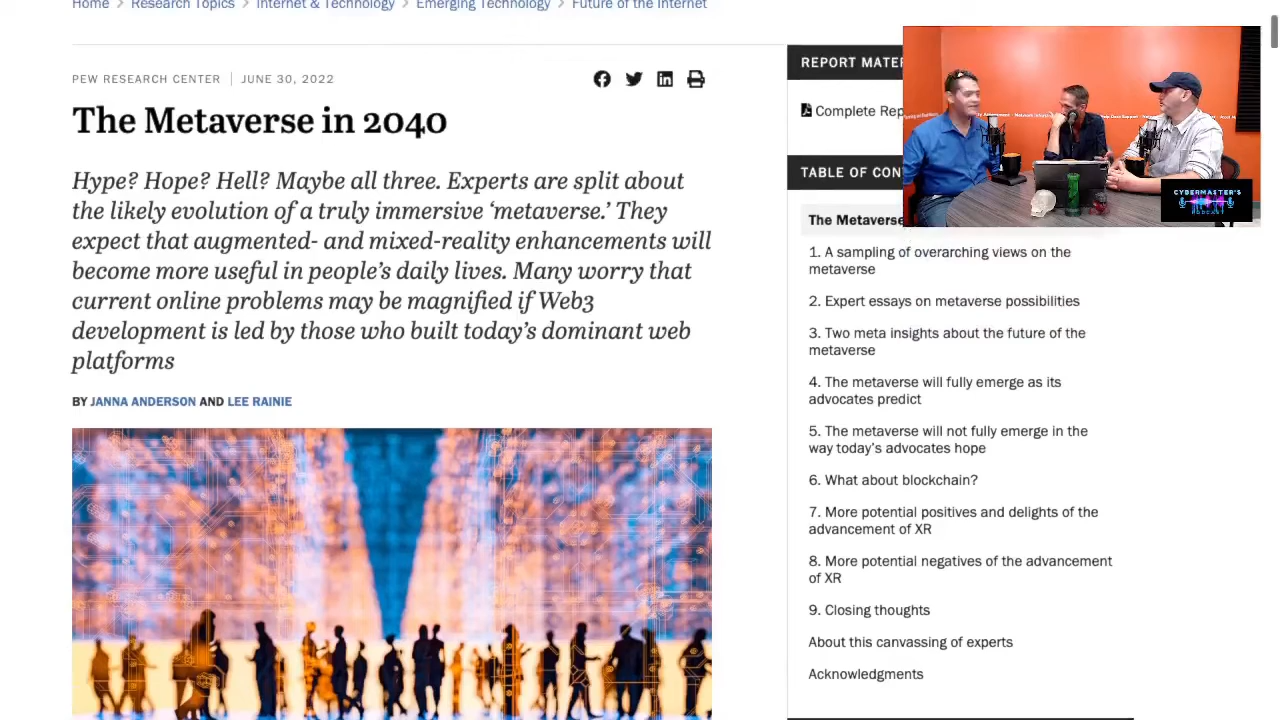 Home > Research Topics > Internet & Technology > Emerging Technology > Future of the Internet
PEW RESEARCH CENTER | JUNE 30, 2022
The Metaverse in 2040
Hype? Hope? Hell? Maybe all three. Experts are split about
the likely evolution of a truly immersive ‘metaverse.’ They
expect that augmented- and mixed-reality enhancements will
become more useful in people’s daily lives. Many worry that
current online problems may be magnified if Web3
development is led by those who built today’s dominant web
platforms
BY JANNA ANDERSON AND LEE RAINIE
REPORT MATER
Complete Rep
TABLE OF CON
The Metaverse
1. A sampling of overarching views on the
metaverse
2. Expert essays on metaverse possibilities
3. Two meta insights about the future of the
metaverse
4. The metaverse will fully emerge as its
advocates predict
5. The metaverse will not fully emerge in the
way today’s advocates hope
6. What about blockchain?
7. More potential positives and delights of the
advancement of XR
8. More potential negatives of the advancement
of XR
9. Closing thoughts
About this canvassing of experts
Acknowledgments
CYBERMASTER'S
PODCAST